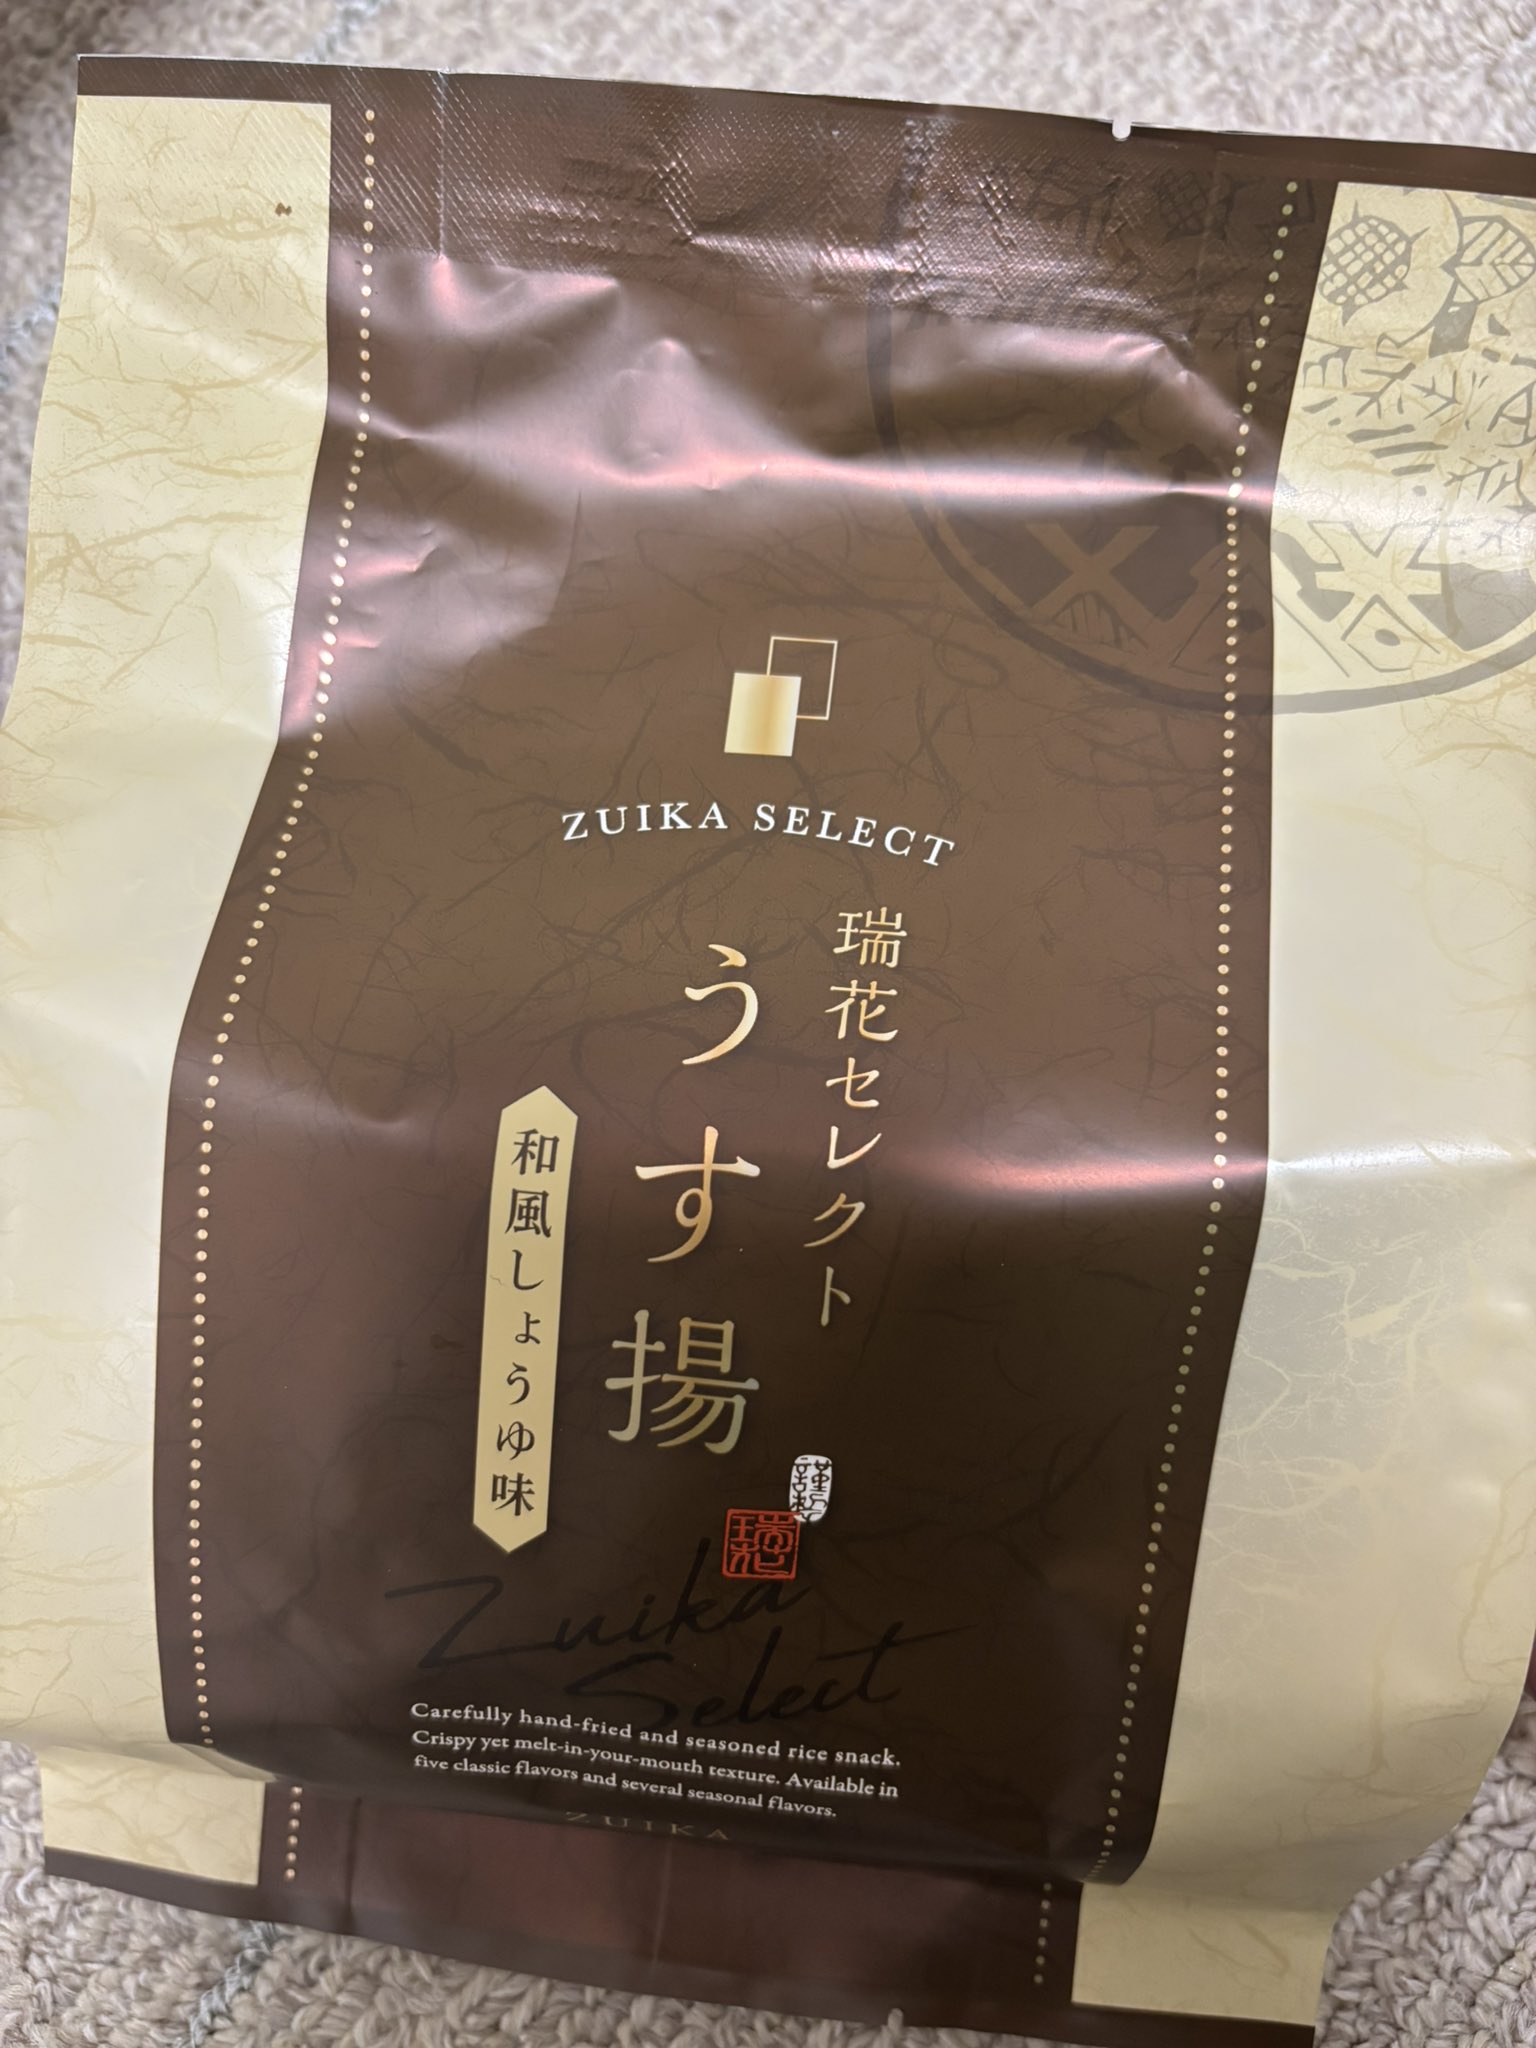 ZUIKA SELECT
瑞花セレクト
うす揚
和風しょうゆ味
Zuika
Select
Carefully hand-fried and seasoned rice snack.
Crispy yet melt-in-your-mouth texture. Available in
five classic flavors and several seasonal flavors.
ZUIKA